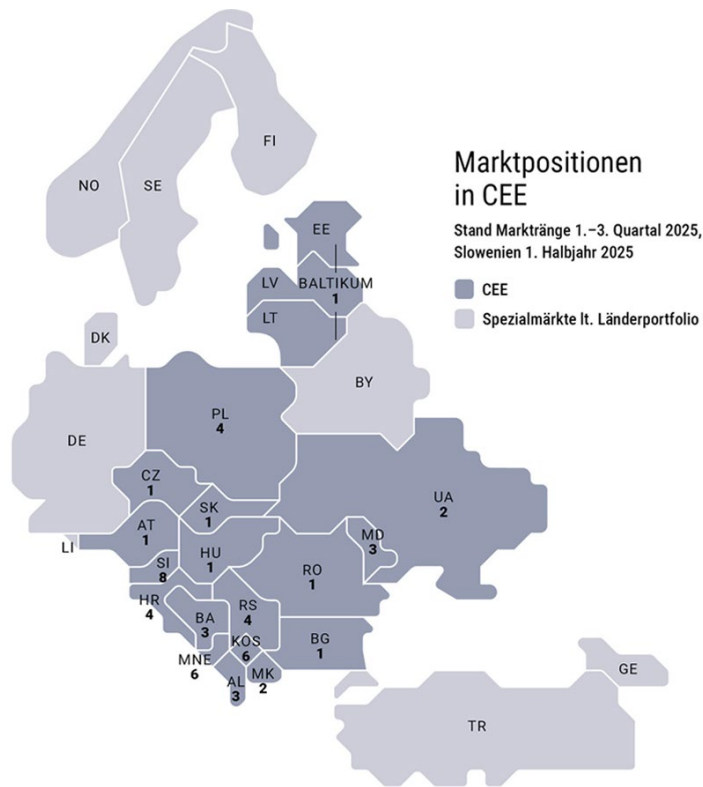 Marktpositionen
in CEE
Stand Marktränge 1.–3. Quartal 2025,
Slowenien 1. Halbjahr 2025
CEE
Spezialmärkte lt. Länderportfolio
FI
NO
SE
EE
LV
BALTIKUM
1
LT
DK
BY
PL
4
DE
CZ
1
UA
2
SK
1
AT
1
MD
3
LI
HU
1
SI
8
RO
1
HR
4
RS
4
BA
3
BG
1
KOS
6
MNE
6
MK
2
AL
3
GE
TR